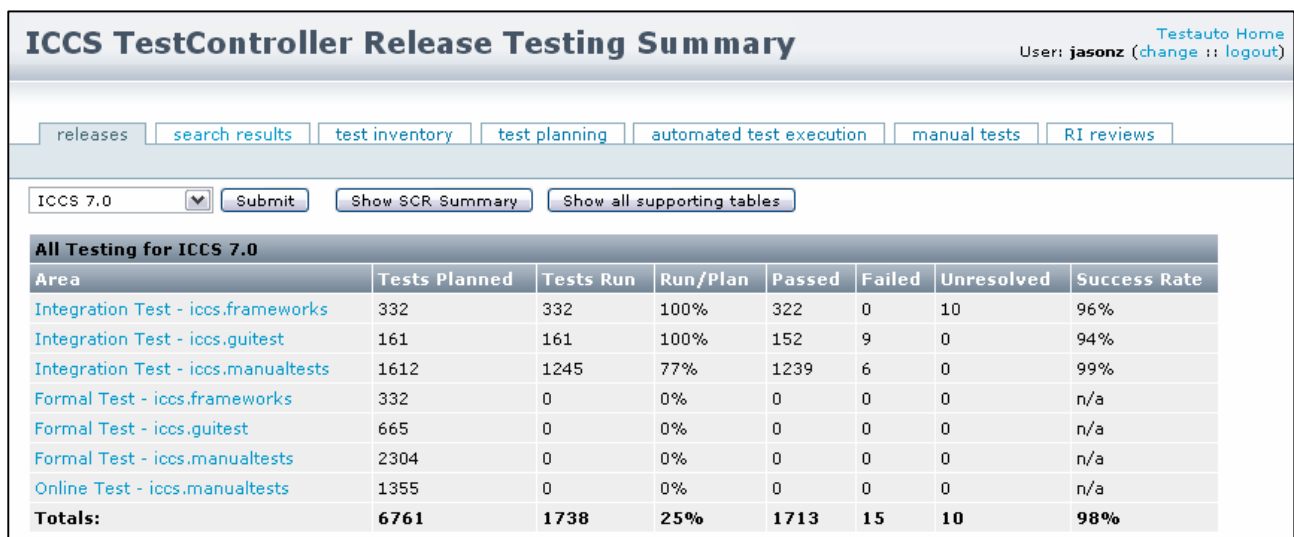 ICCS TestController Release Testing Summary
Testauto Home
User: jasonz (change :: logout)
releases search results test inventory test planning automated test execution manual tests RI reviews
ICCS 7.0 Submit Show SCR Summary Show all supporting tables
All Testing for ICCS 7.0
Area Tests Planned Tests Run Run/Plan Passed Failed Unresolved Success Rate
Integration Test - iccs.frameworks 332 332 100% 322 0 10 96%
Integration Test - iccs.guitest 161 161 100% 152 9 0 94%
Integration Test - iccs.manualtests 1612 1245 77% 1239 6 0 99%
Formal Test - iccs.frameworks 332 0 0% 0 0 0 n/a
Formal Test - iccs.guitest 665 0 0% 0 0 0 n/a
Formal Test - iccs.manualtests 2304 0 0% 0 0 0 n/a
Online Test - iccs.manualtests 1355 0 0% 0 0 0 n/a
Totals: 6761 1738 25% 1713 15 10 98%